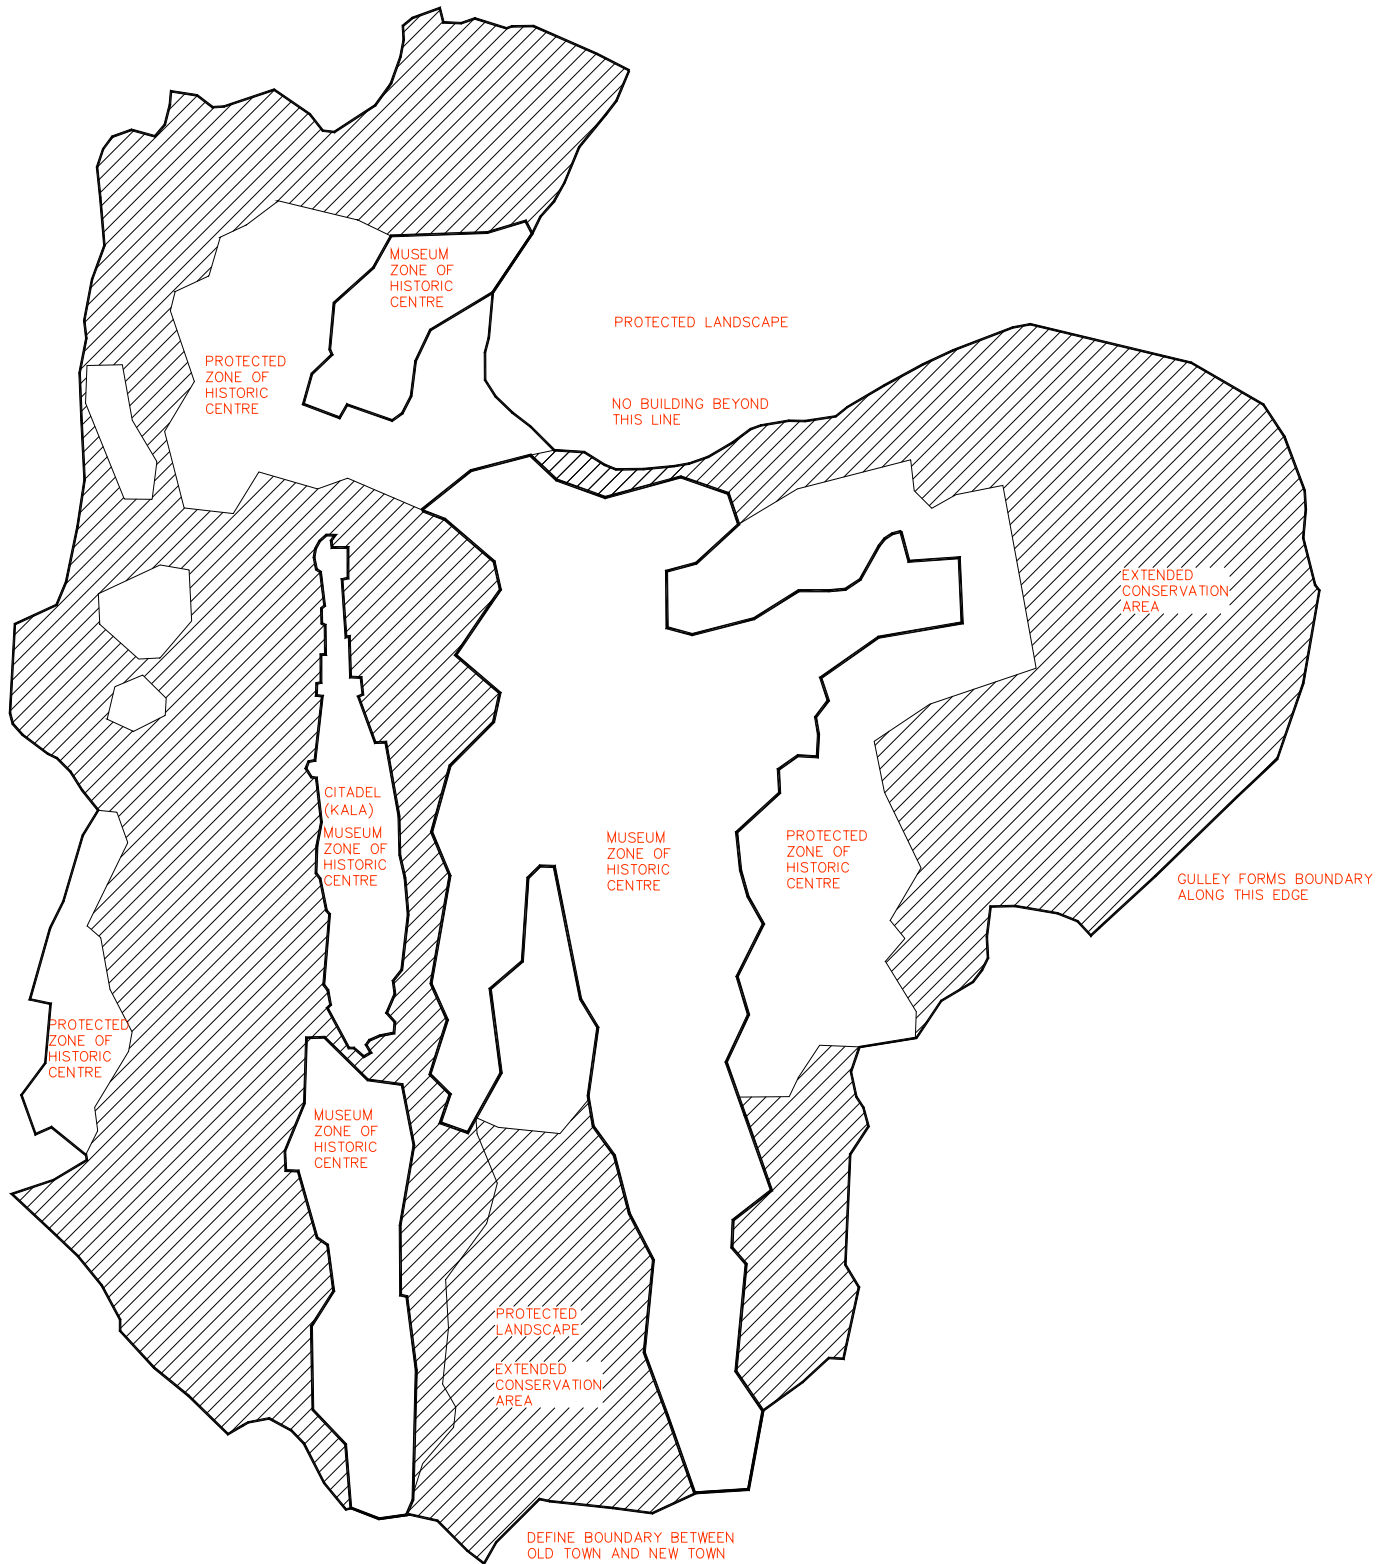 MUSEUM
ZONE OF
HISTORIC
CENTRE
PROTECTED LANDSCAPE
PROTECTED
ZONE OF
HISTORIC
CENTRE
NO BUILDING BEYOND
THIS LINE
EXTENDED
CONSERVATION
AREA
CITADEL
(KALA)
MUSEUM
ZONE OF
HISTORIC
CENTRE
MUSEUM
ZONE OF
HISTORIC
CENTRE
PROTECTED
ZONE OF
HISTORIC
CENTRE
GULLEY FORMS BOUNDARY
ALONG THIS EDGE
PROTECTED
ZONE OF
HISTORIC
CENTRE
MUSEUM
ZONE OF
HISTORIC
CENTRE
PROTECTED
LANDSCAPE
EXTENDED
CONSERVATION
AREA
DEFINE BOUNDARY BETWEEN
OLD TOWN AND NEW TOWN